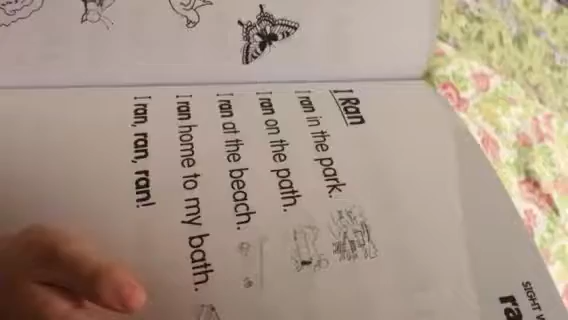 I Ran
I ran in the park.
I ran on the path.
I ran at the beach.
I ran home to my bath.
I ran, ran, ran!
SIGHT